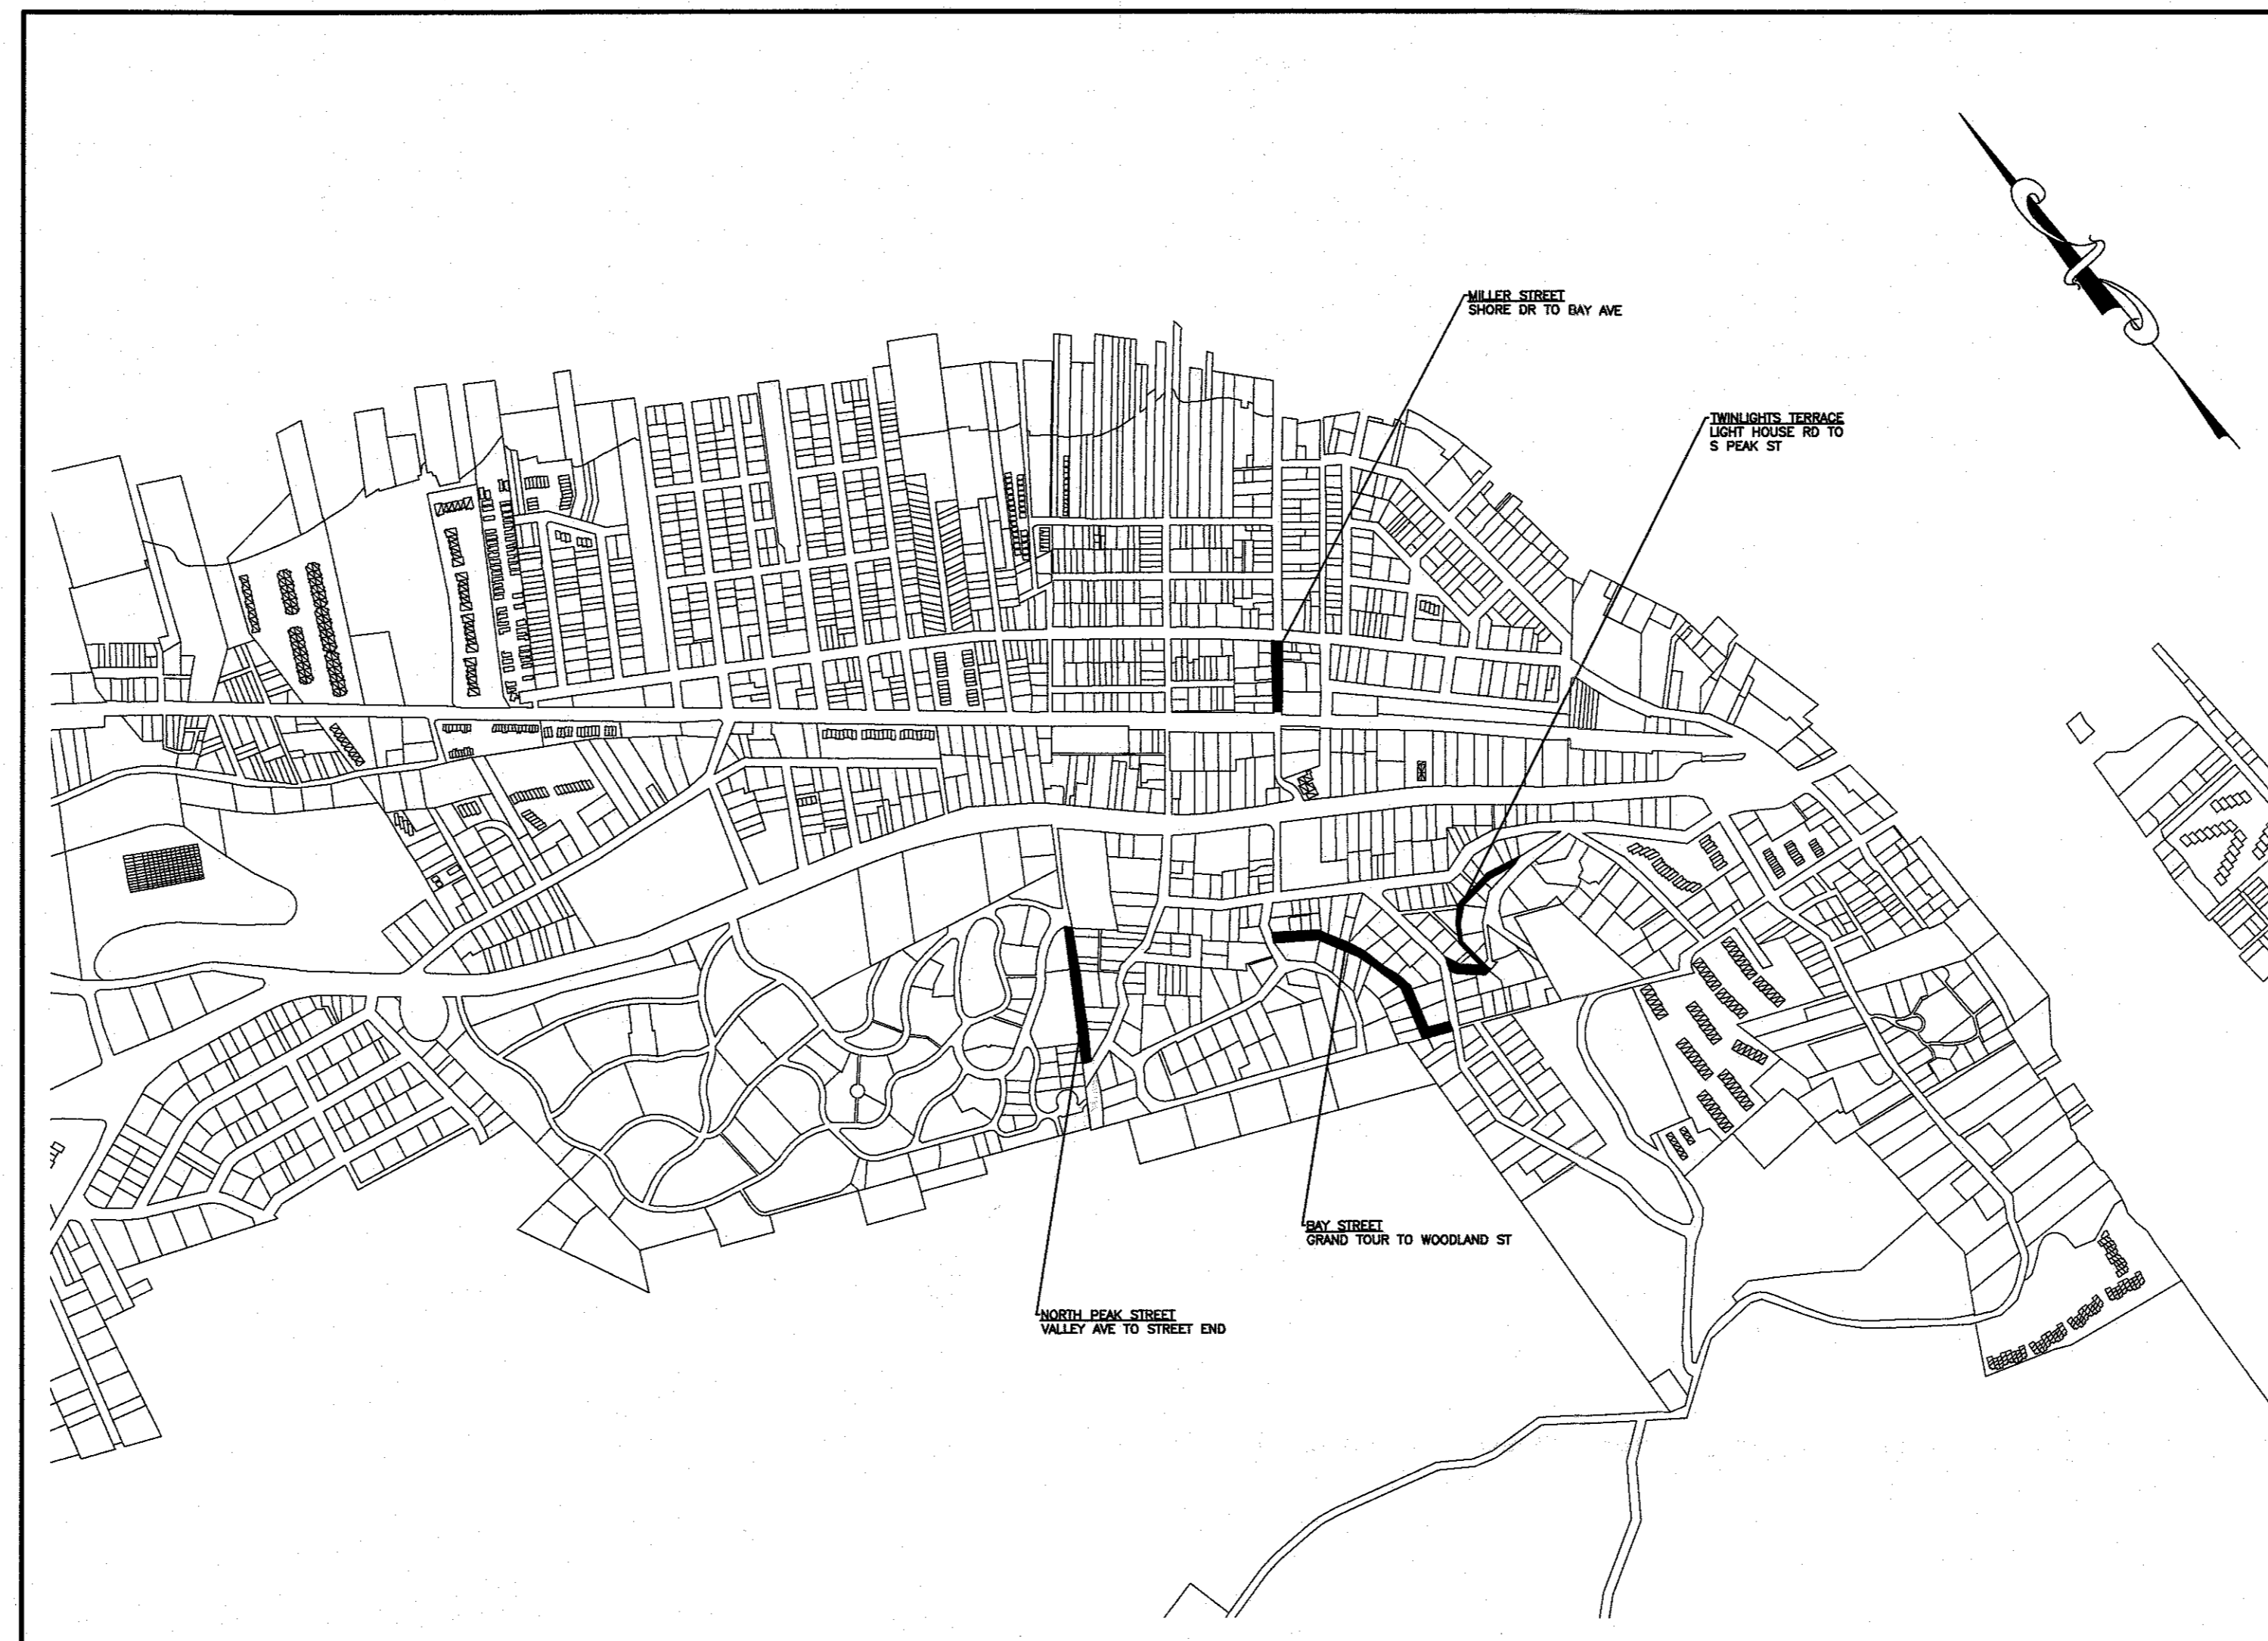 MILLER STREET
SHORE DR TO BAY AVE
TWINLIGHTS TERRACE
LIGHT HOUSE RD TO
S PEAK ST
BAY STREET
GRAND TOUR TO WOODLAND ST
NORTH PEAK STREET
VALLEY AVE TO STREET END